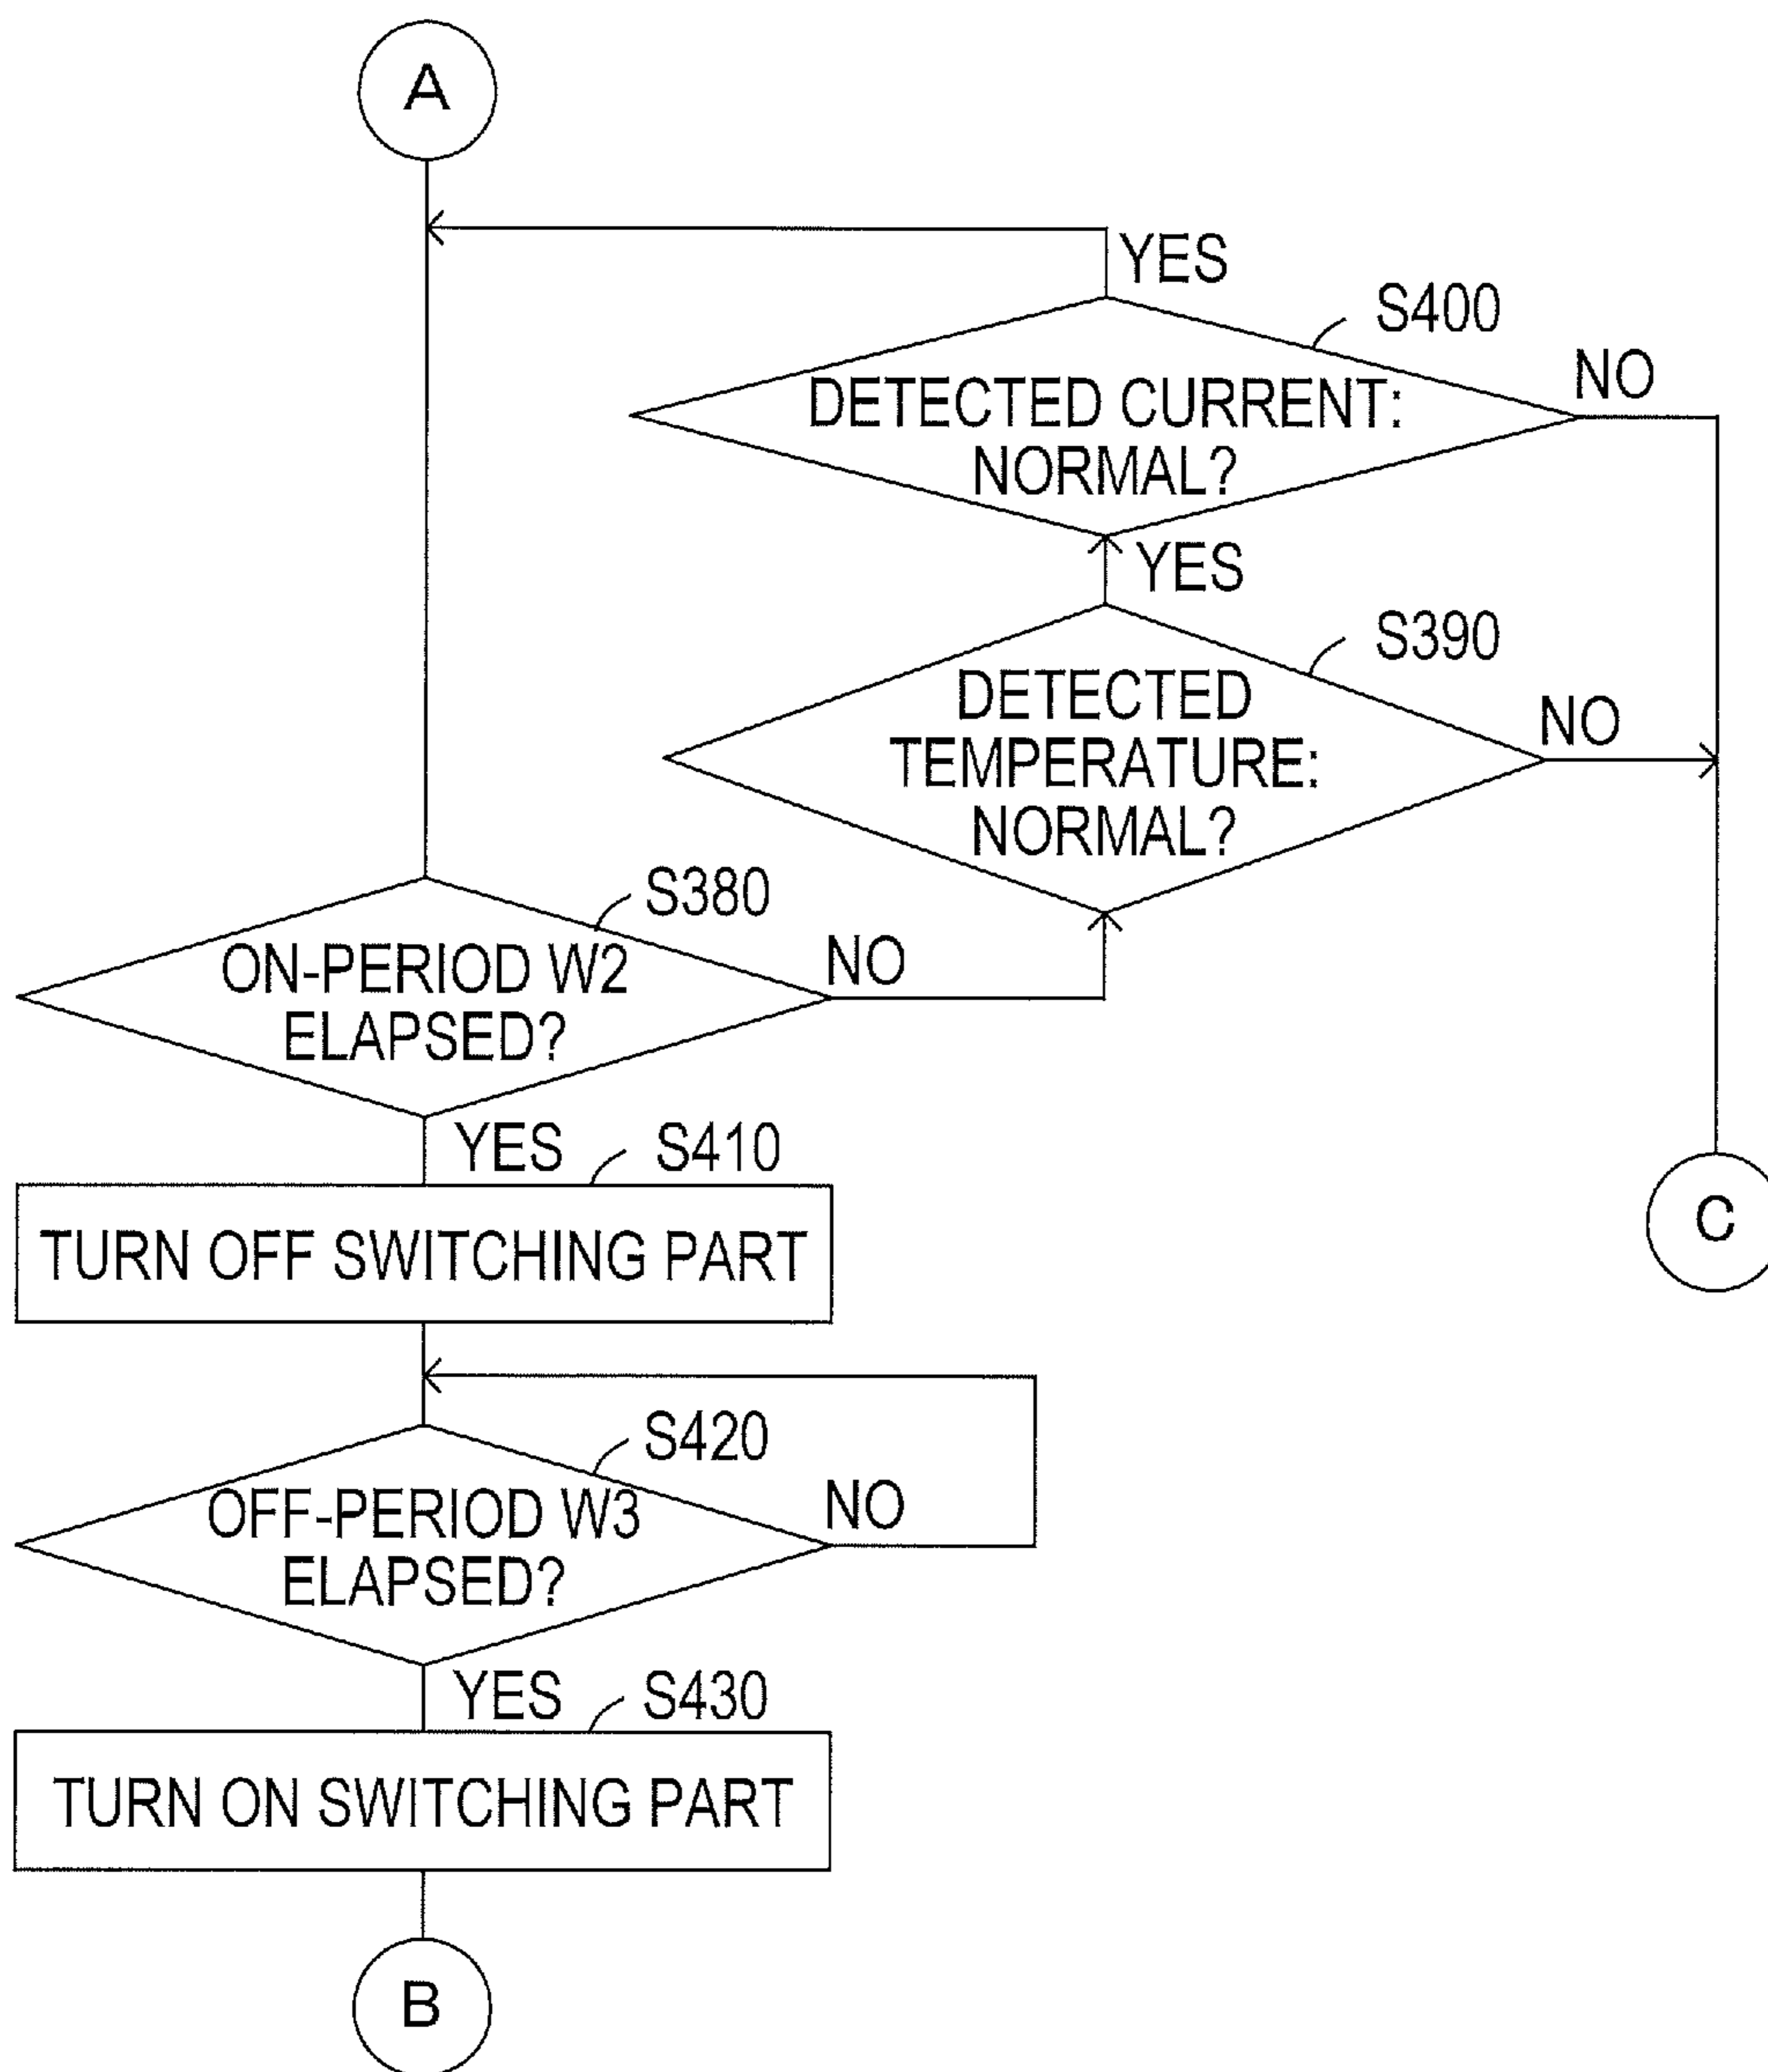 A
YES
S400
NO
DETECTED CURRENT:
NORMAL?
YES
S390
DETECTED
TEMPERATURE:
NORMAL?
NO
S380
ON-PERIOD W2
ELAPSED?
NO
YES
S410
TURN OFF SWITCHING PART
C
S420
OFF-PERIOD W3
ELAPSED?
NO
YES
S430
TURN ON SWITCHING PART
B